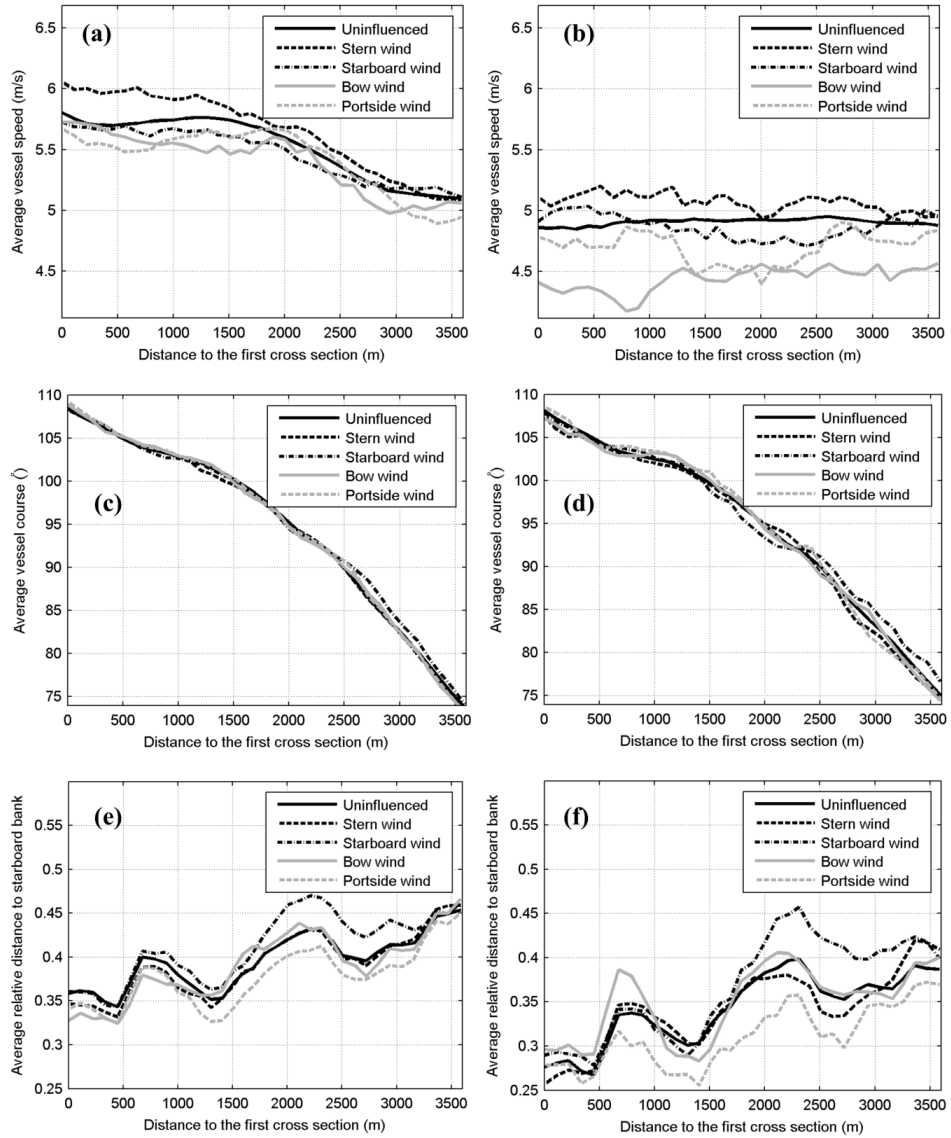 (a)
Uninfluenced
Stern wind
Starboard wind
Bow wind
Portside wind
6.5
6
5.5
5
4.5
Average vessel speed (m/s)
0 500 1000 1500 2000 2500 3000 3500
Distance to the first cross section (m)
(b)
Uninfluenced
Stern wind
Starboard wind
Bow wind
Portside wind
6.5
6
5.5
5
4.5
Average vessel speed (m/s)
0 500 1000 1500 2000 2500 3000 3500
Distance to the first cross section (m)
(c)
Uninfluenced
Stern wind
Starboard wind
Bow wind
Portside wind
110
105
100
95
90
85
80
75
Average vessel course (°)
0 500 1000 1500 2000 2500 3000 3500
Distance to the first cross section (m)
(d)
Uninfluenced
Stern wind
Starboard wind
Bow wind
Portside wind
110
105
100
95
90
85
80
75
Average vessel course (°)
0 500 1000 1500 2000 2500 3000 3500
Distance to the first cross section (m)
(e)
Uninfluenced
Stern wind
Starboard wind
Bow wind
Portside wind
0.55
0.5
0.45
0.4
0.35
0.3
0.25
Average relative distance to starboard bank
0 500 1000 1500 2000 2500 3000 3500
Distance to the first cross section (m)
(f)
Uninfluenced
Stern wind
Starboard wind
Bow wind
Portside wind
0.55
0.5
0.45
0.4
0.35
0.3
0.25
Average relative distance to starboard bank
0 500 1000 1500 2000 2500 3000 3500
Distance to the first cross section (m)